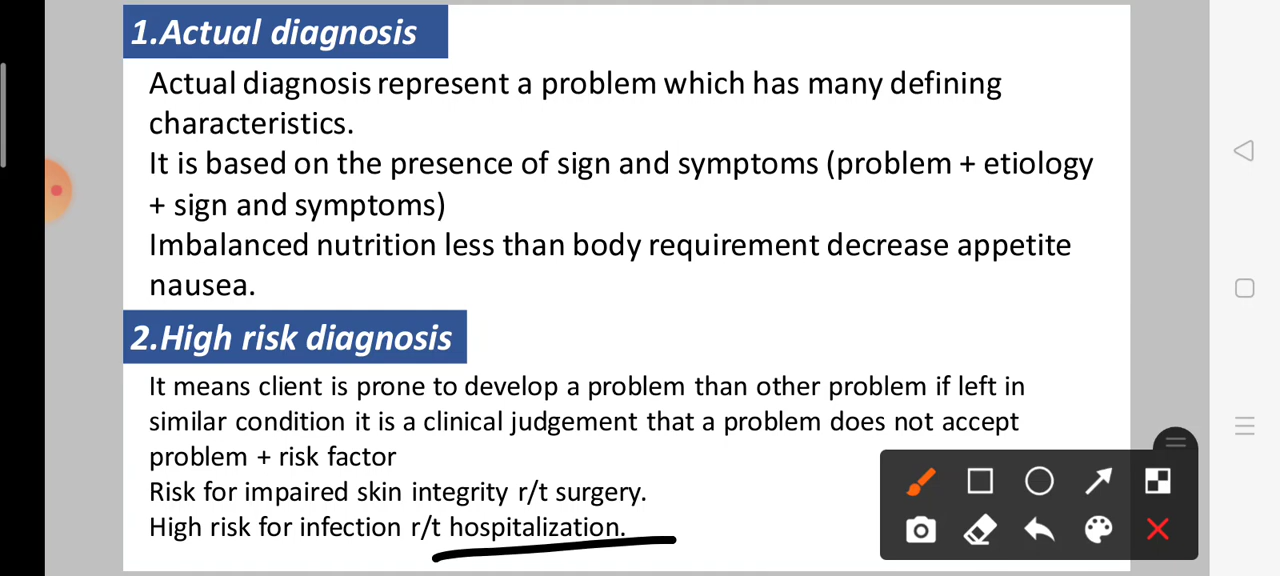 1.Actual diagnosis
Actual diagnosis represent a problem which has many defining
characteristics.
It is based on the presence of sign and symptoms (problem + etiology
+ sign and symptoms)
Imbalanced nutrition less than body requirement decrease appetite
nausea.
2.High risk diagnosis
It means client is prone to develop a problem than other problem if left in
similar condition it is a clinical judgement that a problem does not accept
problem + risk factor
Risk for impaired skin integrity r/t surgery.
High risk for infection r/t hospitalization.